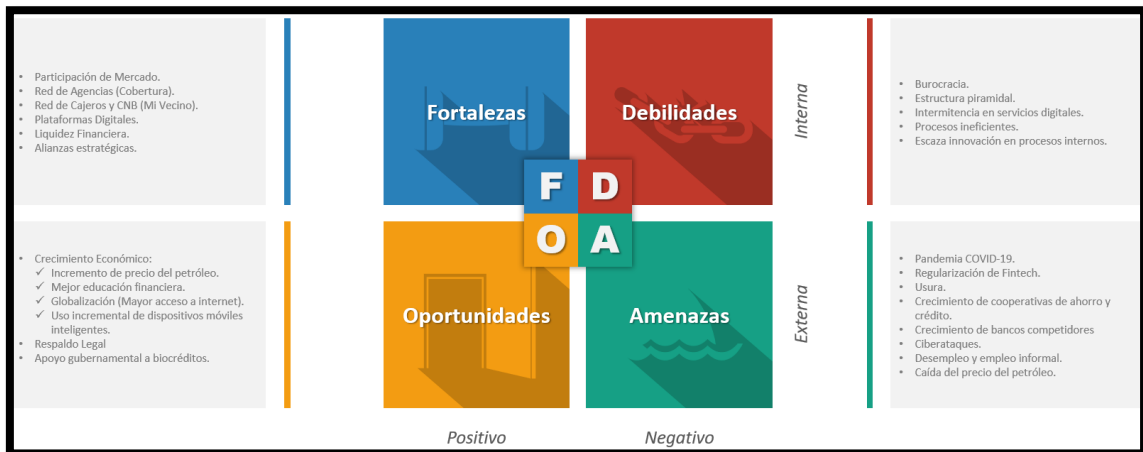 • Participación de Mercado.
• Red de Agencias (Cobertura).
• Red de Cajeros y CNB (Mi Vecino).
• Plataformas Digitales.
• Liquidez Financiera.
• Alianzas estratégicas.
Fortalezas
Debilidades
Interna
• Burocracia.
• Estructura piramidal.
• Intermitencia en servicios digitales.
• Procesos ineficientes.
• Escaza innovación en procesos internos.
F D
O A
• Crecimiento Económico:
✓ Incremento de precio del petróleo.
✓ Mejor educación financiera.
✓ Globalización (Mayor acceso a internet).
✓ Uso incremental de dispositivos móviles
inteligentes.
• Respaldo Legal
• Apoyo gubernamental a biocréditos.
Oportunidades
Amenazas
Externa
• Pandemia COVID-19.
• Regularización de Fintech.
• Usura.
• Crecimiento de cooperativas de ahorro y
crédito.
• Crecimiento de bancos competidores
• Ciberataques.
• Desempleo y empleo informal.
• Caída del precio del petróleo.
Positivo
Negativo